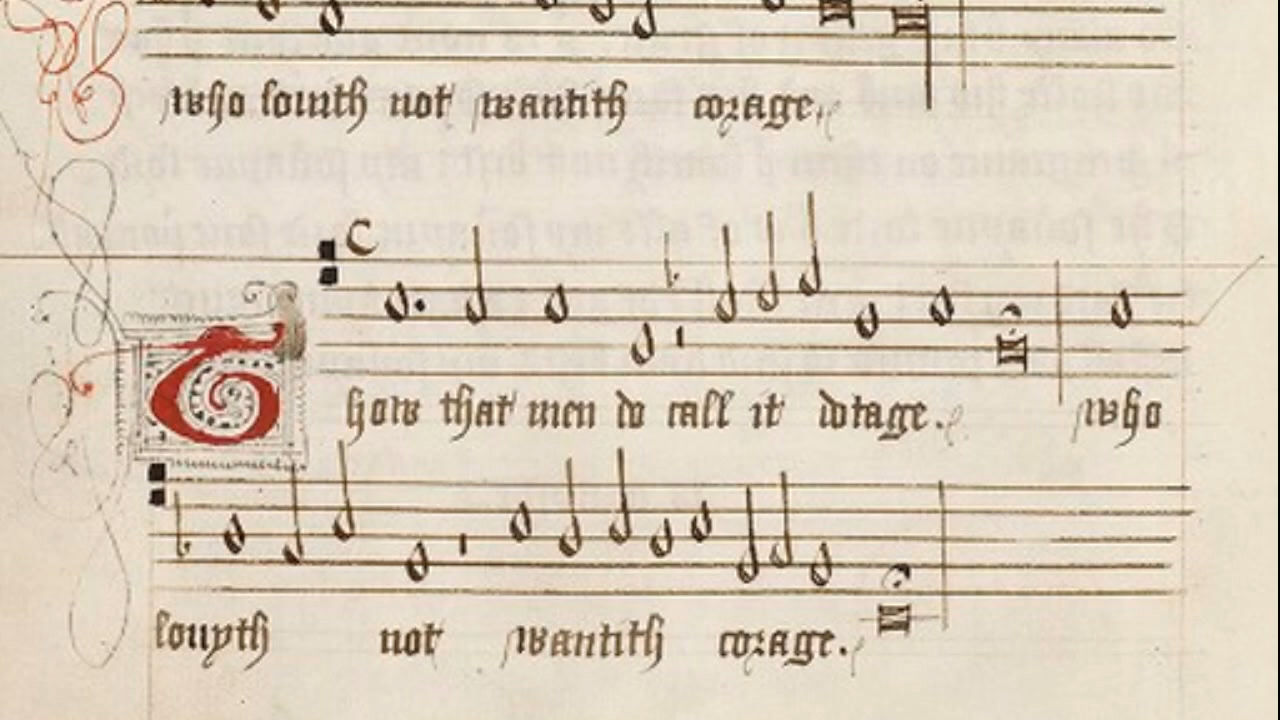 who louith not wantith corage.
Thow that men do call it dotage. who
louyth not wantith corage.